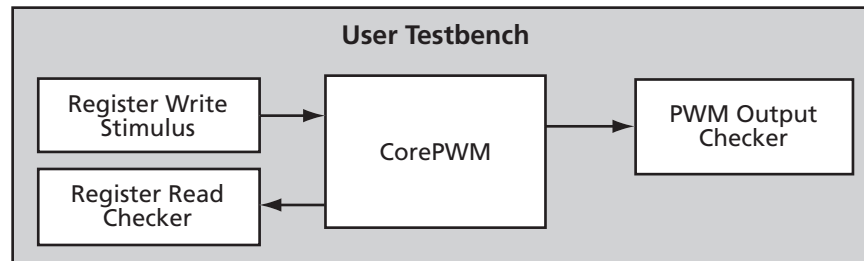 User Testbench
Register Write
Stimulus
CorePWM
PWM Output
Checker
Register Read
Checker